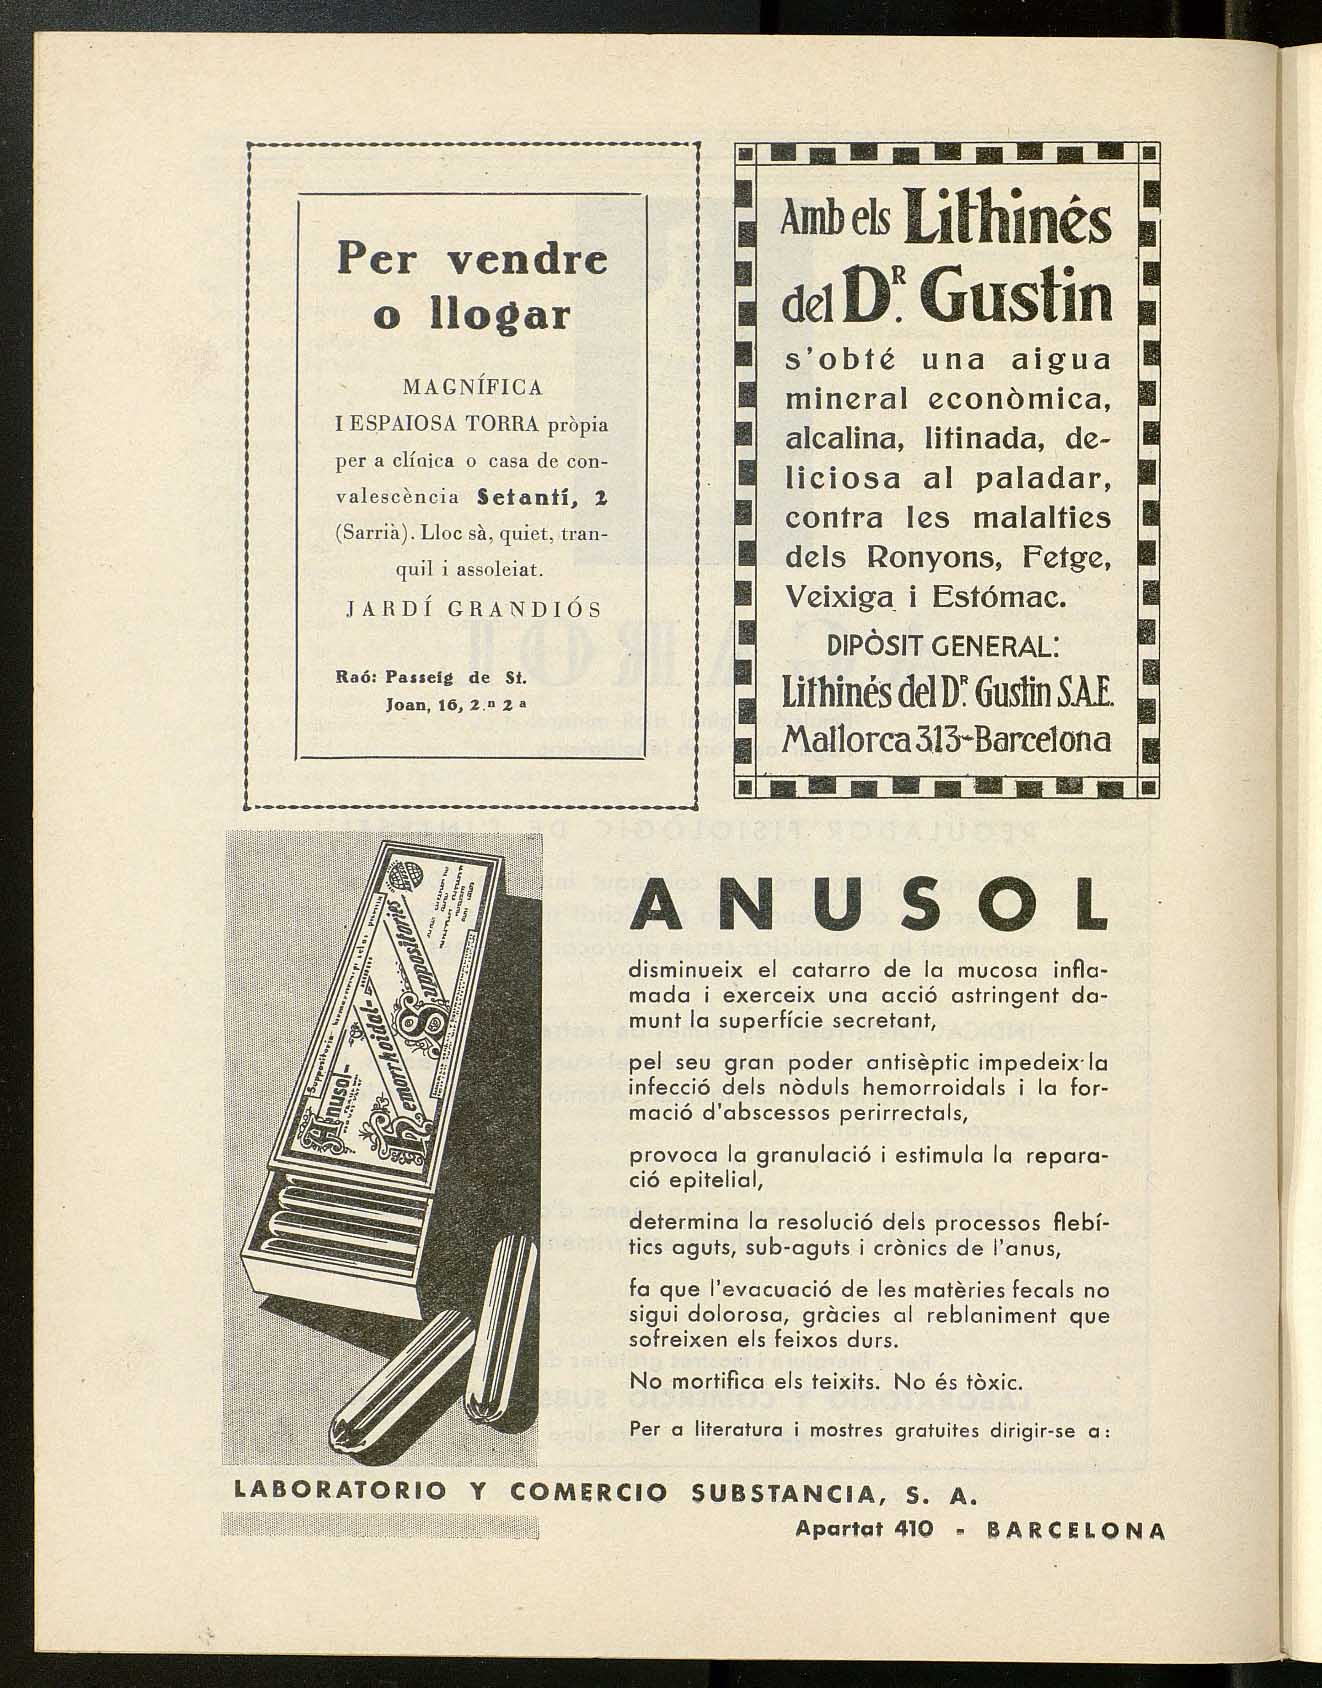 Per vendre
o llogar
MAGNÍFICA
I ESPAIOSA TORRA pròpia
per a clínica o casa de con-
valescència Setantí, 2
(Sarrià). Lloc sà, quiet, tran-
quil i assoleiat.
JARDÍ GRANDIÓS
Raó: Passeig de St.
Joan, 16, 2.n 2 a
Amb els Lithinés
del DR. Gustin
s'obté una aigua
mineral econòmica,
alcalina, litinada, de-
liciosa al paladar,
contra les malalties
dels Ronyons, Fetge,
Veixiga i Estómac.
DIPÒSIT GENERAL:
Lithinés del DR. Gustin S.A.E.
Mallorca 313-Barcelona
Anusol-
Hemorrhoidal-
Suppositories
ANUSOL
disminueix el catarro de la mucosa infla-
mada i exerceix una acció astringent da-
munt la superfície secretant,
pel seu gran poder antisèptic impedeix la
infecció dels nòduls hemorroidals i la for-
mació d'abscessos perirrectals,
provoca la granulació i estimula la repara-
ció epitelial,
determina la resolució dels processos flebí-
tics aguts, sub-aguts i crònics de l'anus,
fa que l'evacuació de les matèries fecals no
sigui dolorosa, gràcies al reblaniment que
sofreixen els feixos durs.
No mortifica els teixits. No és tòxic.
Per a literatura i mostres gratuites dirigir-se a:
LABORATORIO Y COMERCIO SUBSTANCIA, S. A.
Apartat 410 - BARCELONA